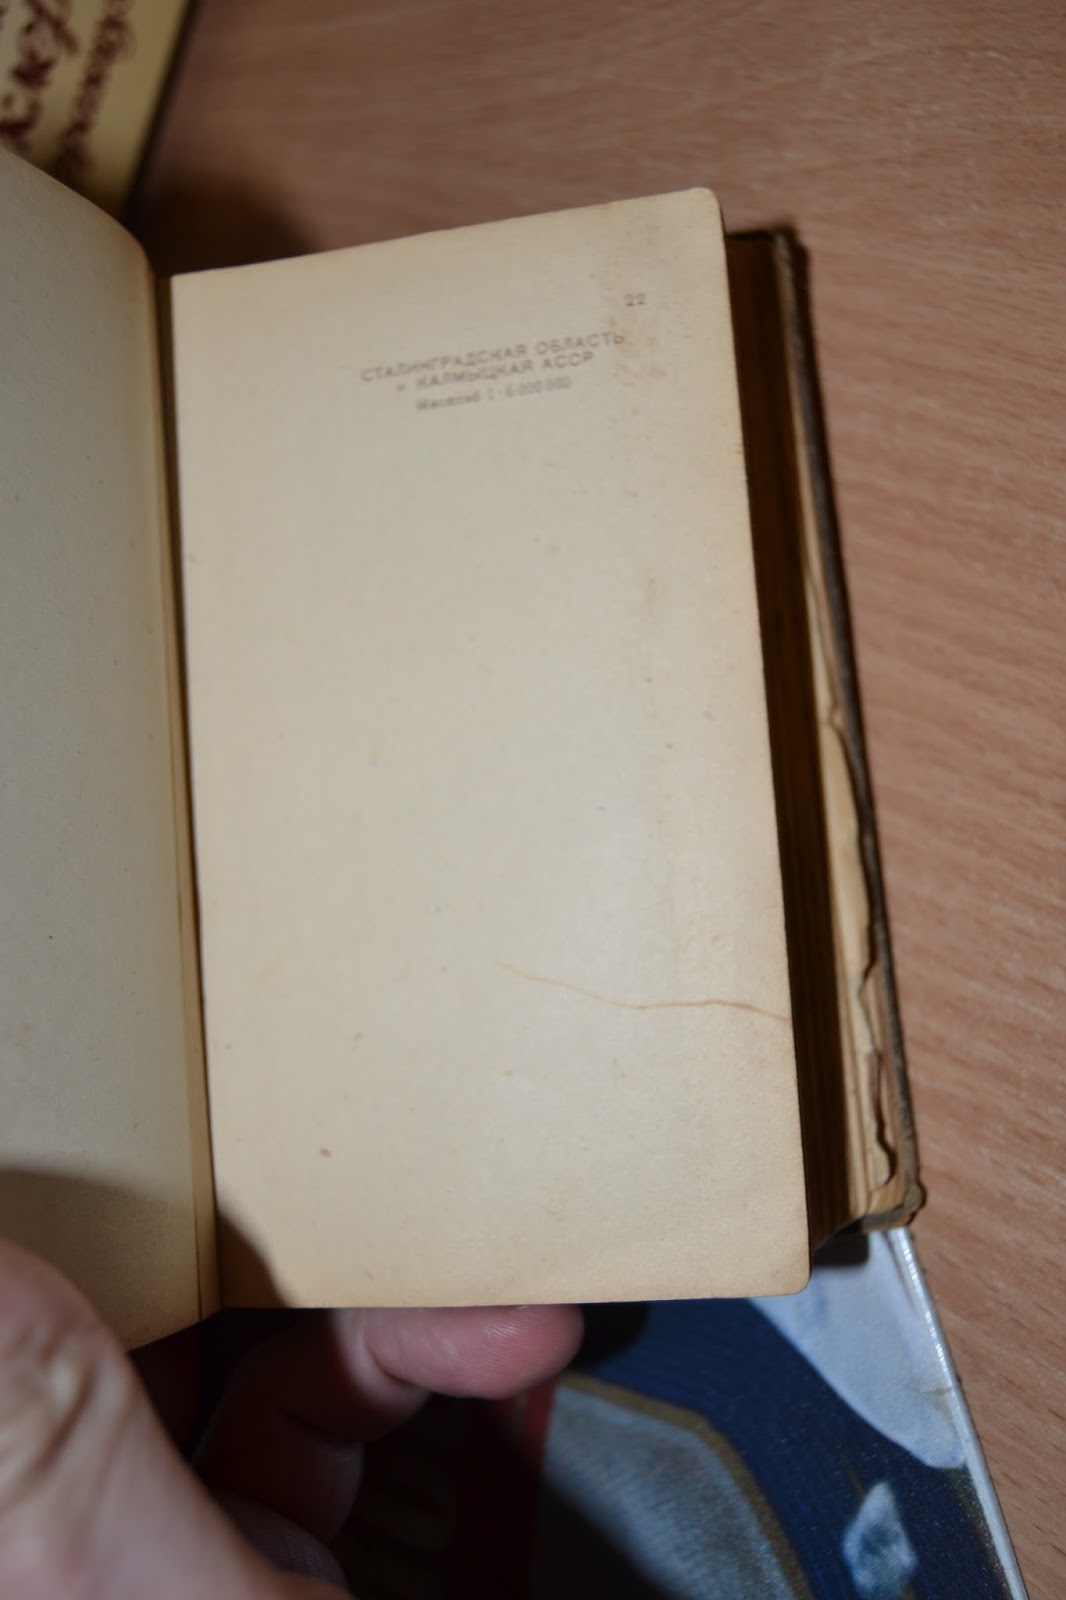 22
СТАЛИНГРАДСКАЯ ОБЛАСТЬ
и КАЛМЫЦКАЯ АССР
Масштаб 1:6 000 000